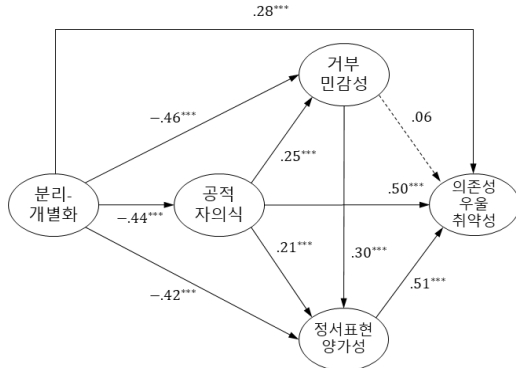 .28***
거부
민감성
−.46***
.06
.25***
분리-
개별화
공적
자의식
.50***
의존성
우울
취약성
−.44***
.21***
.30***
−.42***
.51***
정서표현
양가성